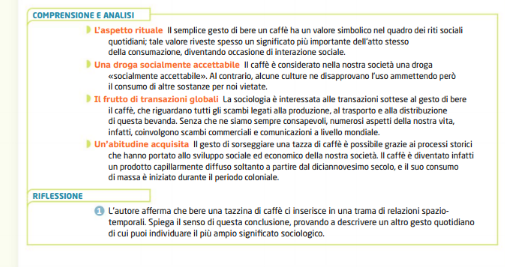 COMPRENSIONE E ANALISI
L'aspetto rituale Il semplice gesto di bere un caffè ha un valore simbolico nel quadro dei riti sociali
quotidiani; tale valore riveste spesso un significato più importante dell'atto stesso
della consumazione, diventando occasione di interazione sociale.
Una droga socialmente accettabile Il caffè è considerato nella nostra società una droga
«socialmente accettabile». Al contrario, alcune culture ne disapprovano l'uso ammettendo però
il consumo di altre sostanze per noi vietate.
Il frutto di transazioni globali La sociologia è interessata alle transazioni sottese al gesto di bere
il caffè, che riguardano tutti gli scambi legati alla produzione, al trasporto e alla distribuzione
di questa bevanda. Senza che ne siamo sempre consapevoli, numerosi aspetti della nostra vita,
infatti, coinvolgono scambi commerciali e comunicazioni a livello mondiale.
Un'abitudine acquisita Il gesto di sorseggiare una tazza di caffè è possibile grazie ai processi storici
che hanno portato allo sviluppo sociale ed economico della nostra società. Il caffè è diventato infatti
un prodotto capillarmente diffuso soltanto a partire dal diciannovesimo secolo, e il suo consumo
di massa è iniziato durante il periodo coloniale.
RIFLESSIONE
1 L'autore afferma che bere una tazzina di caffè ci inserisce in una trama di relazioni spazio-
temporali. Spiega il senso di questa conclusione, provando a descrivere un altro gesto quotidiano
di cui puoi individuare il più ampio significato sociologico.